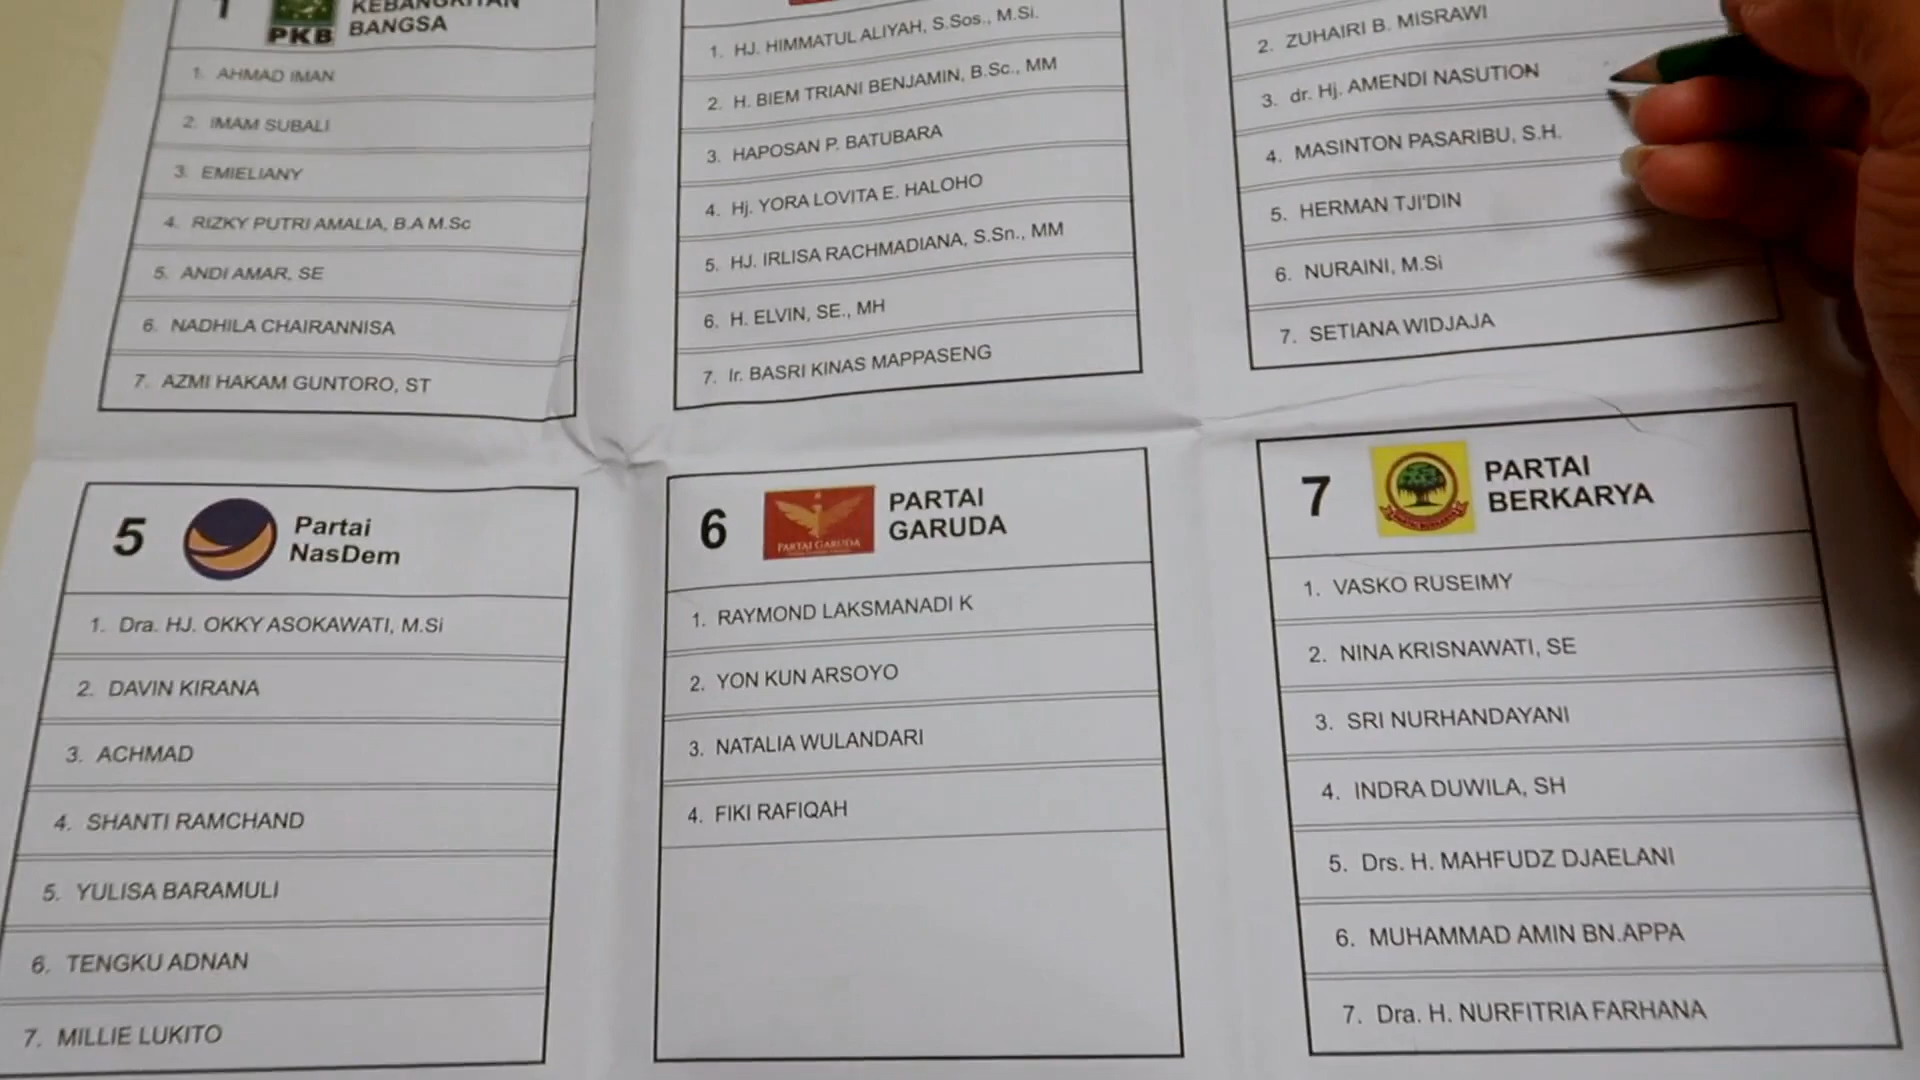 1
KEBANGKITAN
BANGSA
PKB
1. AHMAD IMAN
2. IMAM SUBALI
3. EMIELIANY
4. RIZKY PUTRI AMALIA, B.A M.Sc
5. ANDI AMAR, SE
6. NADHILA CHAIRANNISA
7. AZMI HAKAM GUNTORO, ST
1. HJ. HIMMATUL ALIYAH, S.Sos., M.Si.
2. H. BIEM TRIANI BENJAMIN, B.Sc., MM
3. HAPOSAN P. BATUBARA
4. Hj. YORA LOVITA E. HALOHO
5. HJ. IRLISA RACHMADIANA, S.Sn., MM
6. H. ELVIN, SE., MH
7. Ir. BASRI KINAS MAPPASENG
2. ZUHAIRI B. MISRAWI
3. dr. Hj. AMENDI NASUTION
4. MASINTON PASARIBU, S.H.
5. HERMAN TJI'DIN
6. NURAINI, M.Si
7. SETIANA WIDJAJA
5
Partai
NasDem
1. Dra. HJ. OKKY ASOKAWATI, M.Si
2. DAVIN KIRANA
3. ACHMAD
4. SHANTI RAMCHAND
5. YULISA BARAMULI
6. TENGKU ADNAN
7. MILLIE LUKITO
6
PARTAI GARUDA
PARTAI
GARUDA
1. RAYMOND LAKSMANADI K
2. YON KUN ARSOYO
3. NATALIA WULANDARI
4. FIKI RAFIQAH
7
PARTAI BERKARYA
PARTAI
BERKARYA
1. VASKO RUSEIMY
2. NINA KRISNAWATI, SE
3. SRI NURHANDAYANI
4. INDRA DUWILA, SH
5. Drs. H. MAHFUDZ DJAELANI
6. MUHAMMAD AMIN BN.APPA
7. Dra. H. NURFITRIA FARHANA